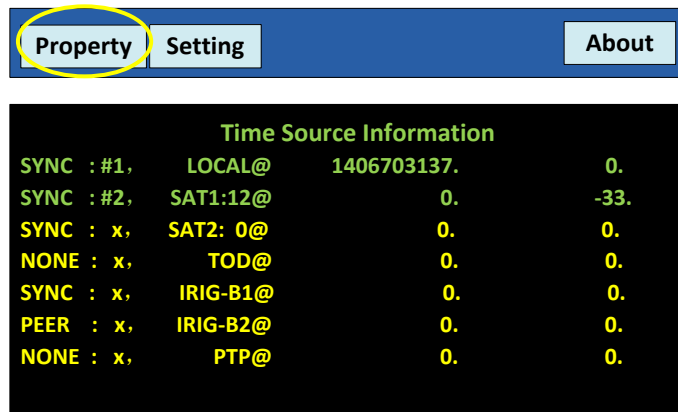 Property Setting About
Time Source Information
SYNC : #1, LOCAL@ 1406703137. 0.
SYNC : #2, SAT1:12@ 0. -33.
SYNC : x, SAT2: 0@ 0. 0.
NONE : x, TOD@ 0. 0.
SYNC : x, IRIG-B1@ 0. 0.
PEER : x, IRIG-B2@ 0. 0.
NONE : x, PTP@ 0. 0.